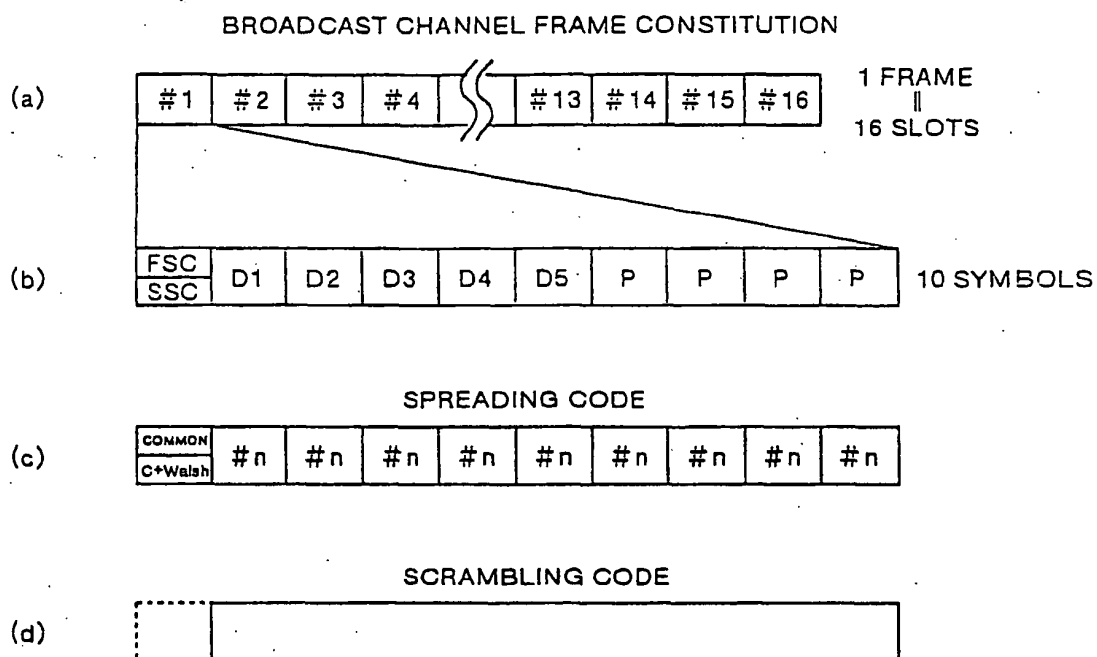 BROADCAST CHANNEL FRAME CONSTITUTION
(a) #1 #2 #3 #4 #13 #14 #15 #16 1 FRAME
||
16 SLOTS
(b) FSC SSC D1 D2 D3 D4 D5 P P P P 10 SYMBOLS
SPREADING CODE
(c) COMMON C+Walsh #n #n #n #n #n #n #n #n #n
SCRAMBLING CODE
(d)